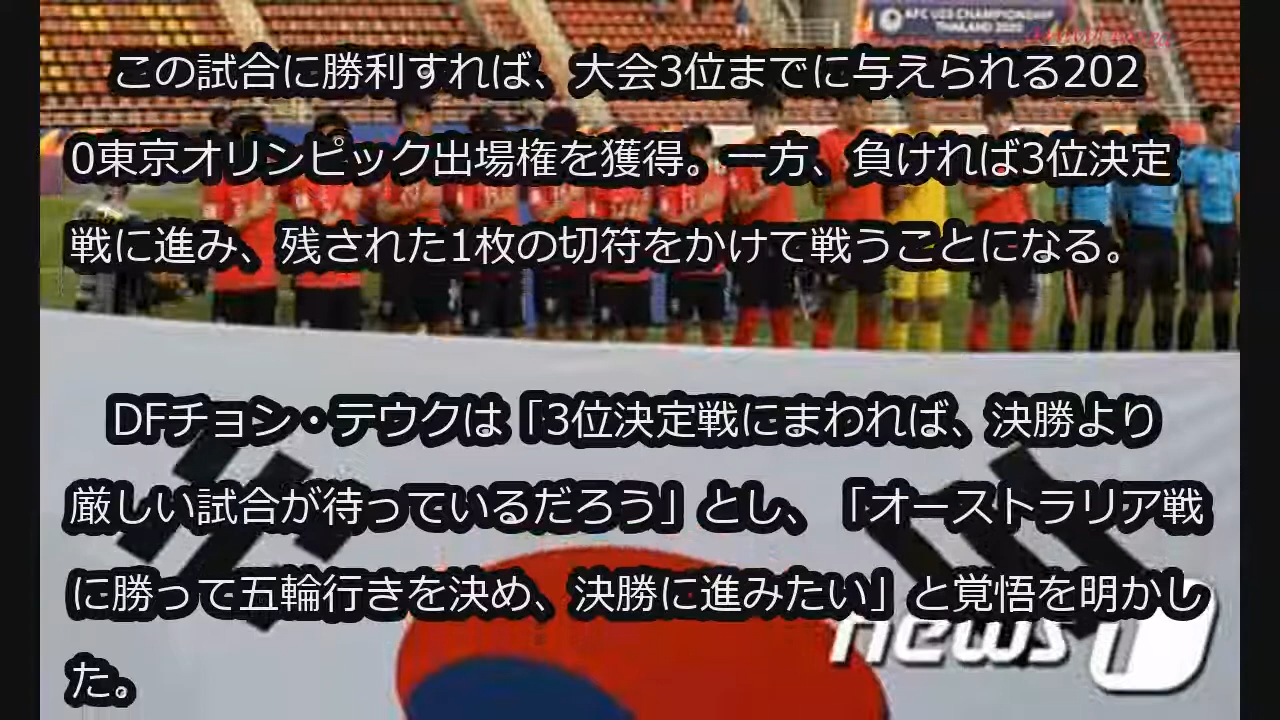 AFC U23 CHAMPIONSHIP
THAILAND 2020
この試合に勝利すれば、大会3位までに与えられる202
0東京オリンピック出場権を獲得。一方、負ければ3位決定
戦に進み、残された1枚の切符をかけて戦うことになる。
DFチョン・テウクは「3位決定戦にまわれば、決勝より
厳しい試合が待っているだろう」とし、「オーストラリア戦
に勝って五輪行きを決め、決勝に進みたい」と覚悟を明かし
た。
news1